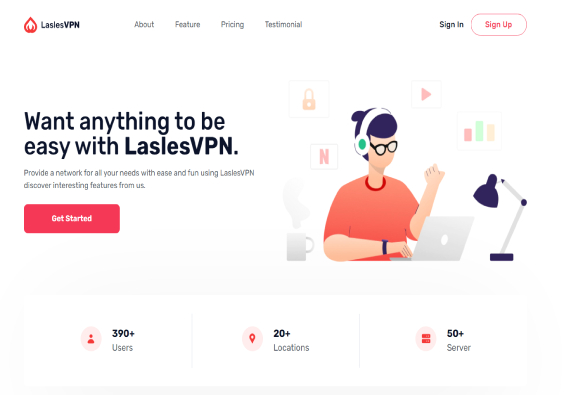 LaslesVPN
About
Feature
Pricing
Testimonial
Sign In
Sign Up
Want anything to be
easy with LaslesVPN.
Provide a network for all your needs with ease and fun using LaslesVPN
discover interesting features from us.
Get Started
N
390+
Users
20+
Locations
50+
Server